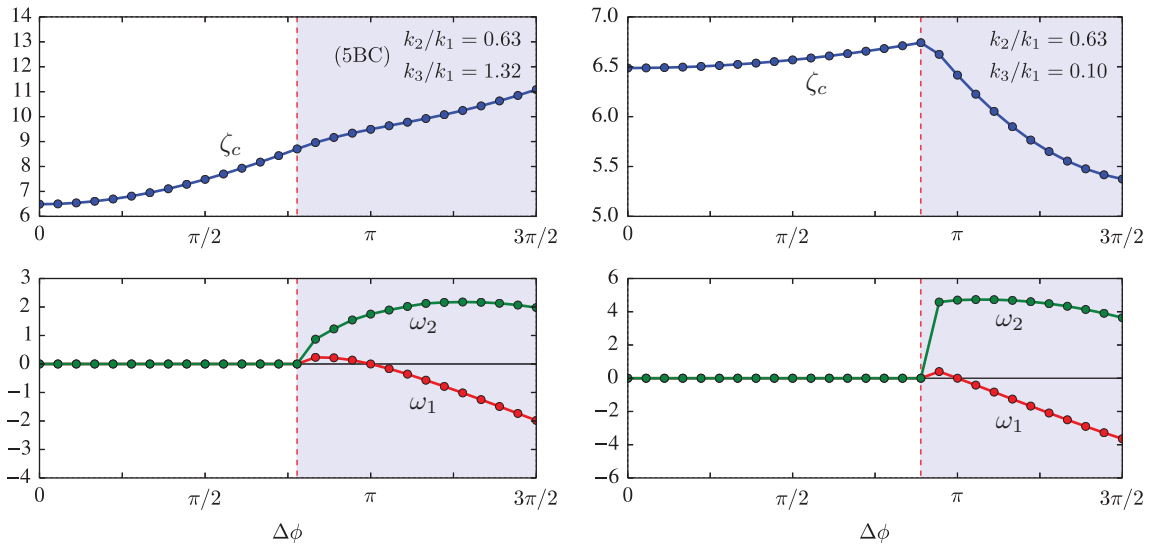 14
13
12
11
10
9
8
7
6
(5BC)
k₂/k₁ = 0.63
k₃/k₁ = 1.32
ζc
0
π/2
π
3π/2
7.0
6.5
6.0
5.5
5.0
k₂/k₁ = 0.63
k₃/k₁ = 0.10
ζc
0
π/2
π
3π/2
3
2
1
0
−1
−2
−3
−4
ω₂
ω₁
0
π/2
π
3π/2
Δϕ
6
4
2
0
−2
−4
−6
ω₂
ω₁
0
π/2
π
3π/2
Δϕ